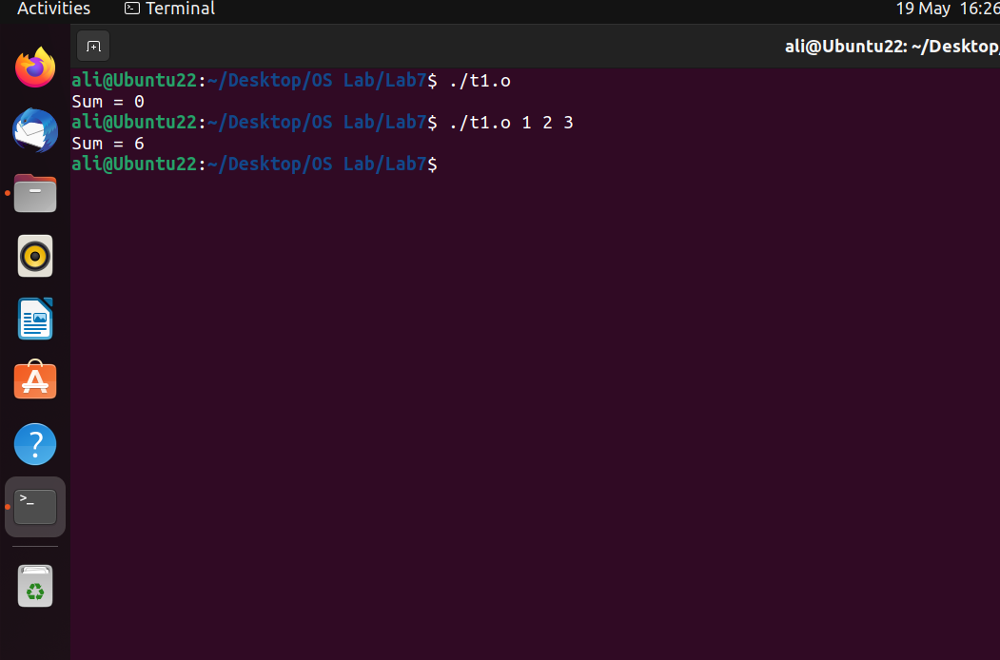 Activities
Terminal
19 May 16:26
ali@Ubuntu22: ~/Desktop/
ali@Ubuntu22:~/Desktop/OS Lab/Lab7$ ./t1.o
Sum = 0
ali@Ubuntu22:~/Desktop/OS Lab/Lab7$ ./t1.o 1 2 3
Sum = 6
ali@Ubuntu22:~/Desktop/OS Lab/Lab7$